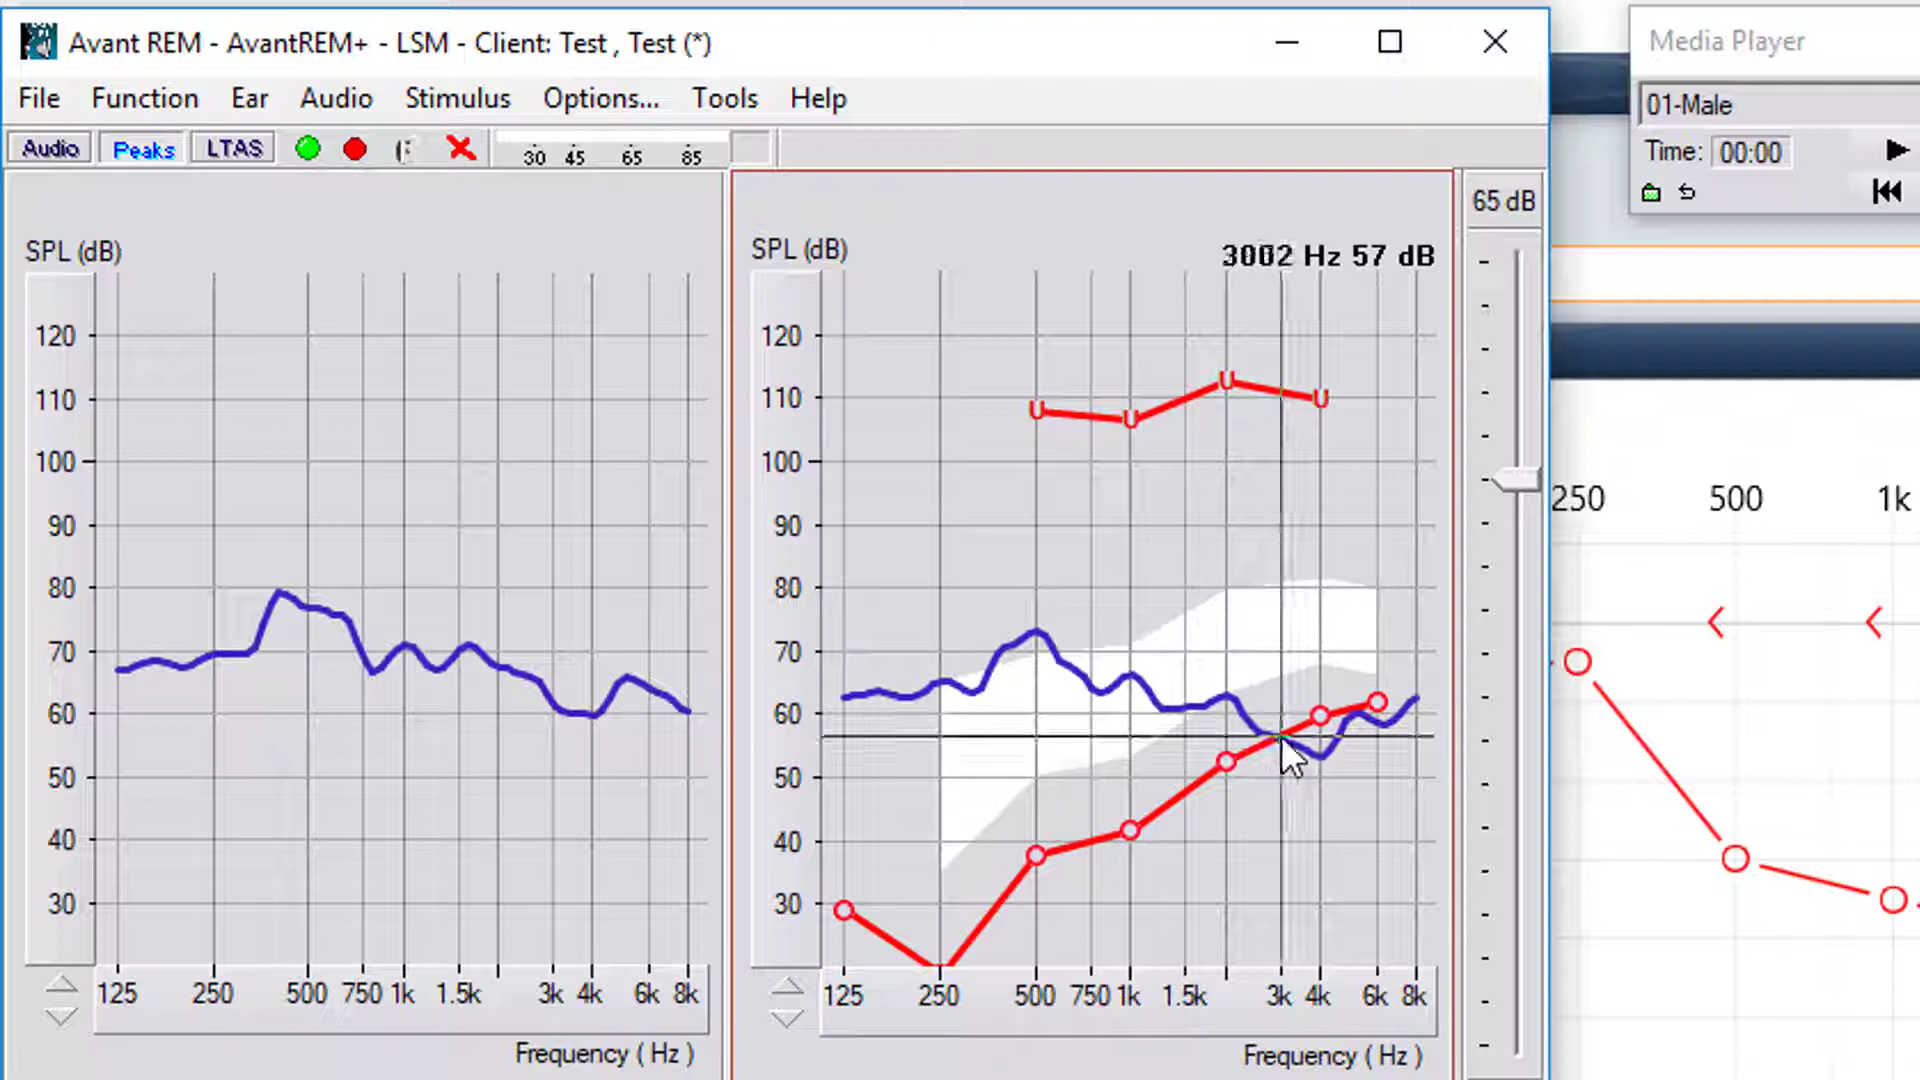 Avant REM - AvantREM+ - LSM - Client: Test , Test (*)
File Function Ear Audio Stimulus Options... Tools Help
Audio Peaks LTAS
30 45 65 85
SPL (dB)
120
110
100
90
80
70
60
50
40
30
125 250 500 750 1k 1.5k 3k 4k 6k 8k
Frequency ( Hz )
SPL (dB)
3002 Hz 57 dB
120
110
100
90
80
70
60
50
40
30
U U U U
125 250 500 750 1k 1.5k 3k 4k 6k 8k
Frequency ( Hz )
65 dB
Media Player
01-Male
Time: 00:00
250 500 1k